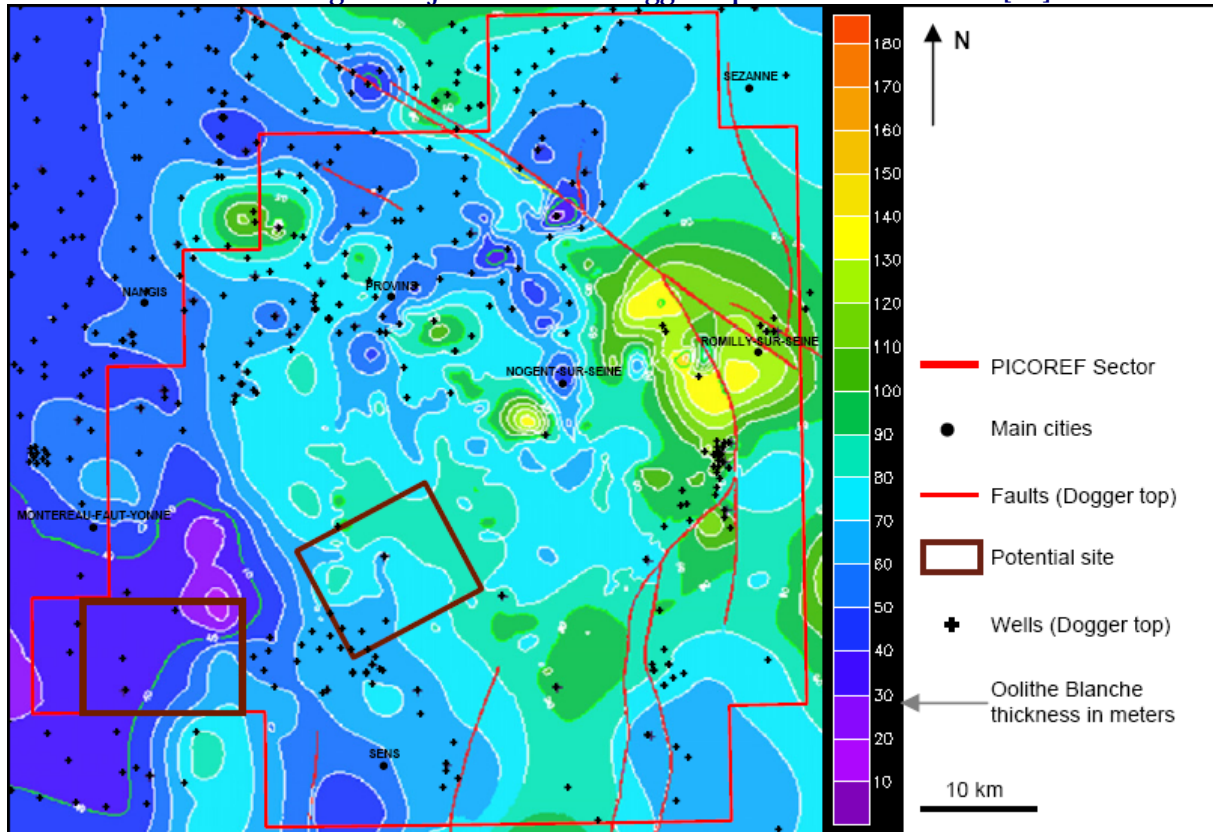 SEZANNE
NANGIS
PROVINS
ROMILLY-SUR-SEINE
NOGENT-SUR-SEINE
MONTEREAU-FAUT-YONNE
SENS
180
170
160
150
140
130
120
110
100
90
80
70
60
50
40
30
20
10
N
PICOREF Sector
Main cities
Faults (Dogger top)
Potential site
Wells (Dogger top)
Oolithe Blanche
thickness in meters
10 km